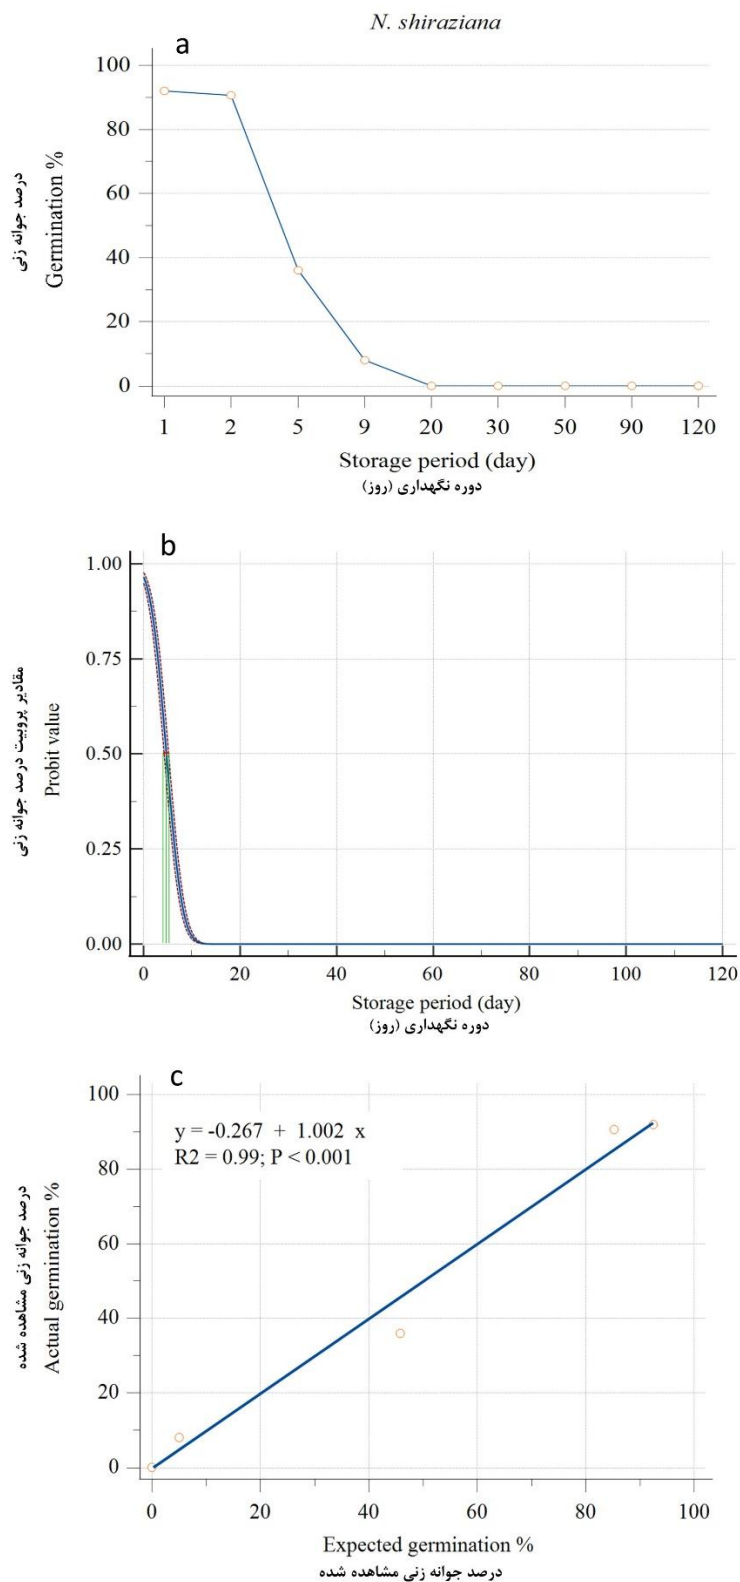 N. shiraziana
a
100
80
60
40
20
0
درصد جوانه زنی
Germination %
1 2 5 9 20 30 50 90 120
Storage period (day)
دوره نگهداری (روز)
b
1.00
0.75
0.50
0.25
0.00
مقادیر پروبیت درصد جوانه زنی
Probit value
0 20 40 60 80 100 120
Storage period (day)
دوره نگهداری (روز)
c
y = -0.267 + 1.002 x
R2 = 0.99; P < 0.001
100
80
60
40
20
0
درصد جوانه زنی مشاهده شده
Actual germination %
0 20 40 60 80 100
Expected germination %
درصد جوانه زنی مشاهده شده